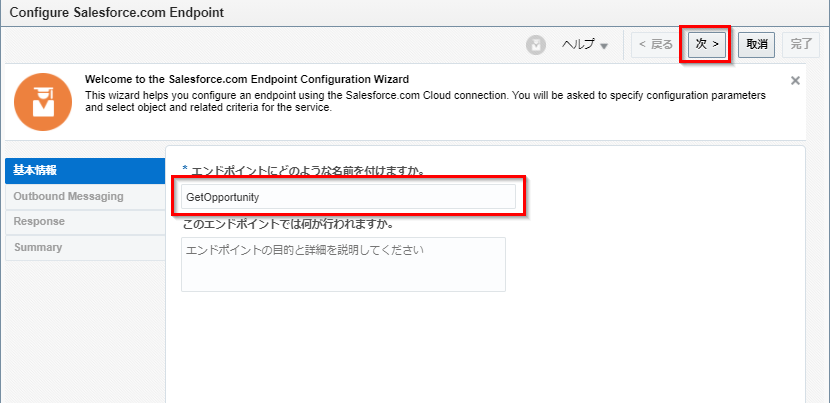 Configure Salesforce.com Endpoint
ヘルプ
< 戻る
次 >
取消
完了
Welcome to the Salesforce.com Endpoint Configuration Wizard
This wizard helps you configure an endpoint using the Salesforce.com Cloud connection. You will be asked to specify configuration parameters
and select object and related criteria for the service.
基本情報
Outbound Messaging
Response
Summary
* エンドポイントにどのような名前を付けますか。
GetOpportunity
このエンドポイントでは何が行われますか。
エンドポイントの目的と詳細を説明してください